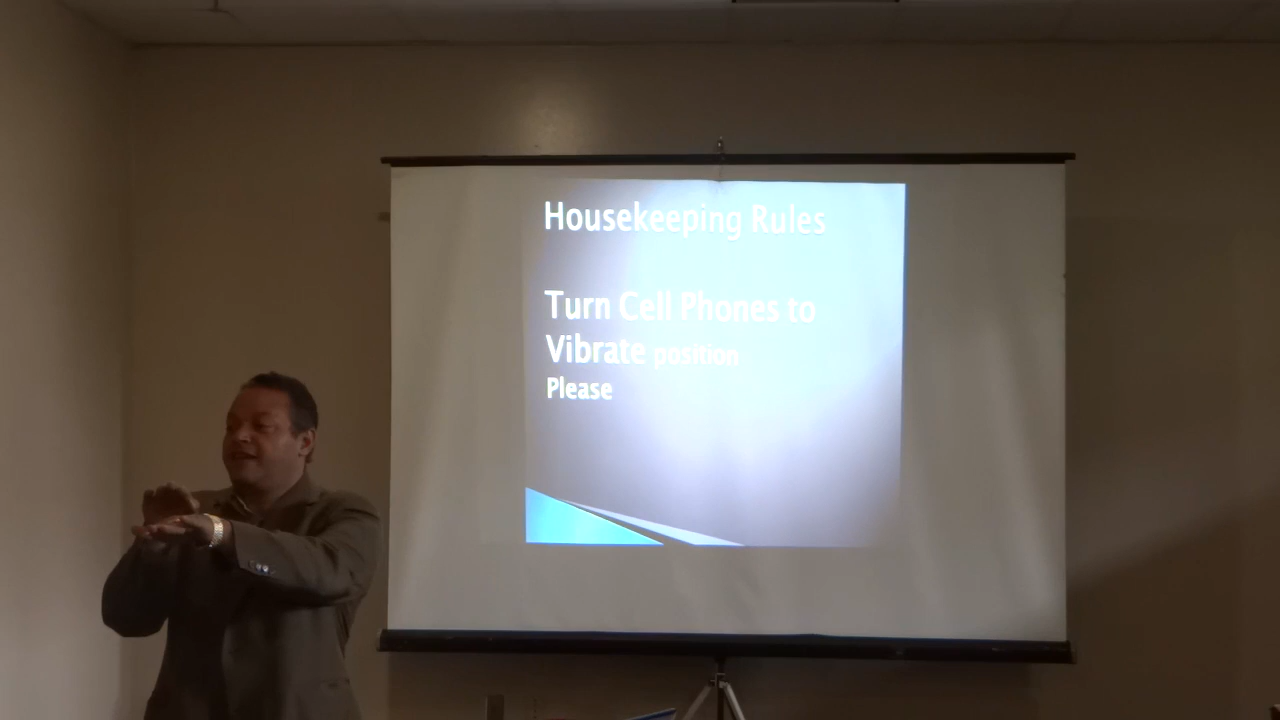 Housekeeping Rules
Turn Cell Phones to
Vibrate position
Please